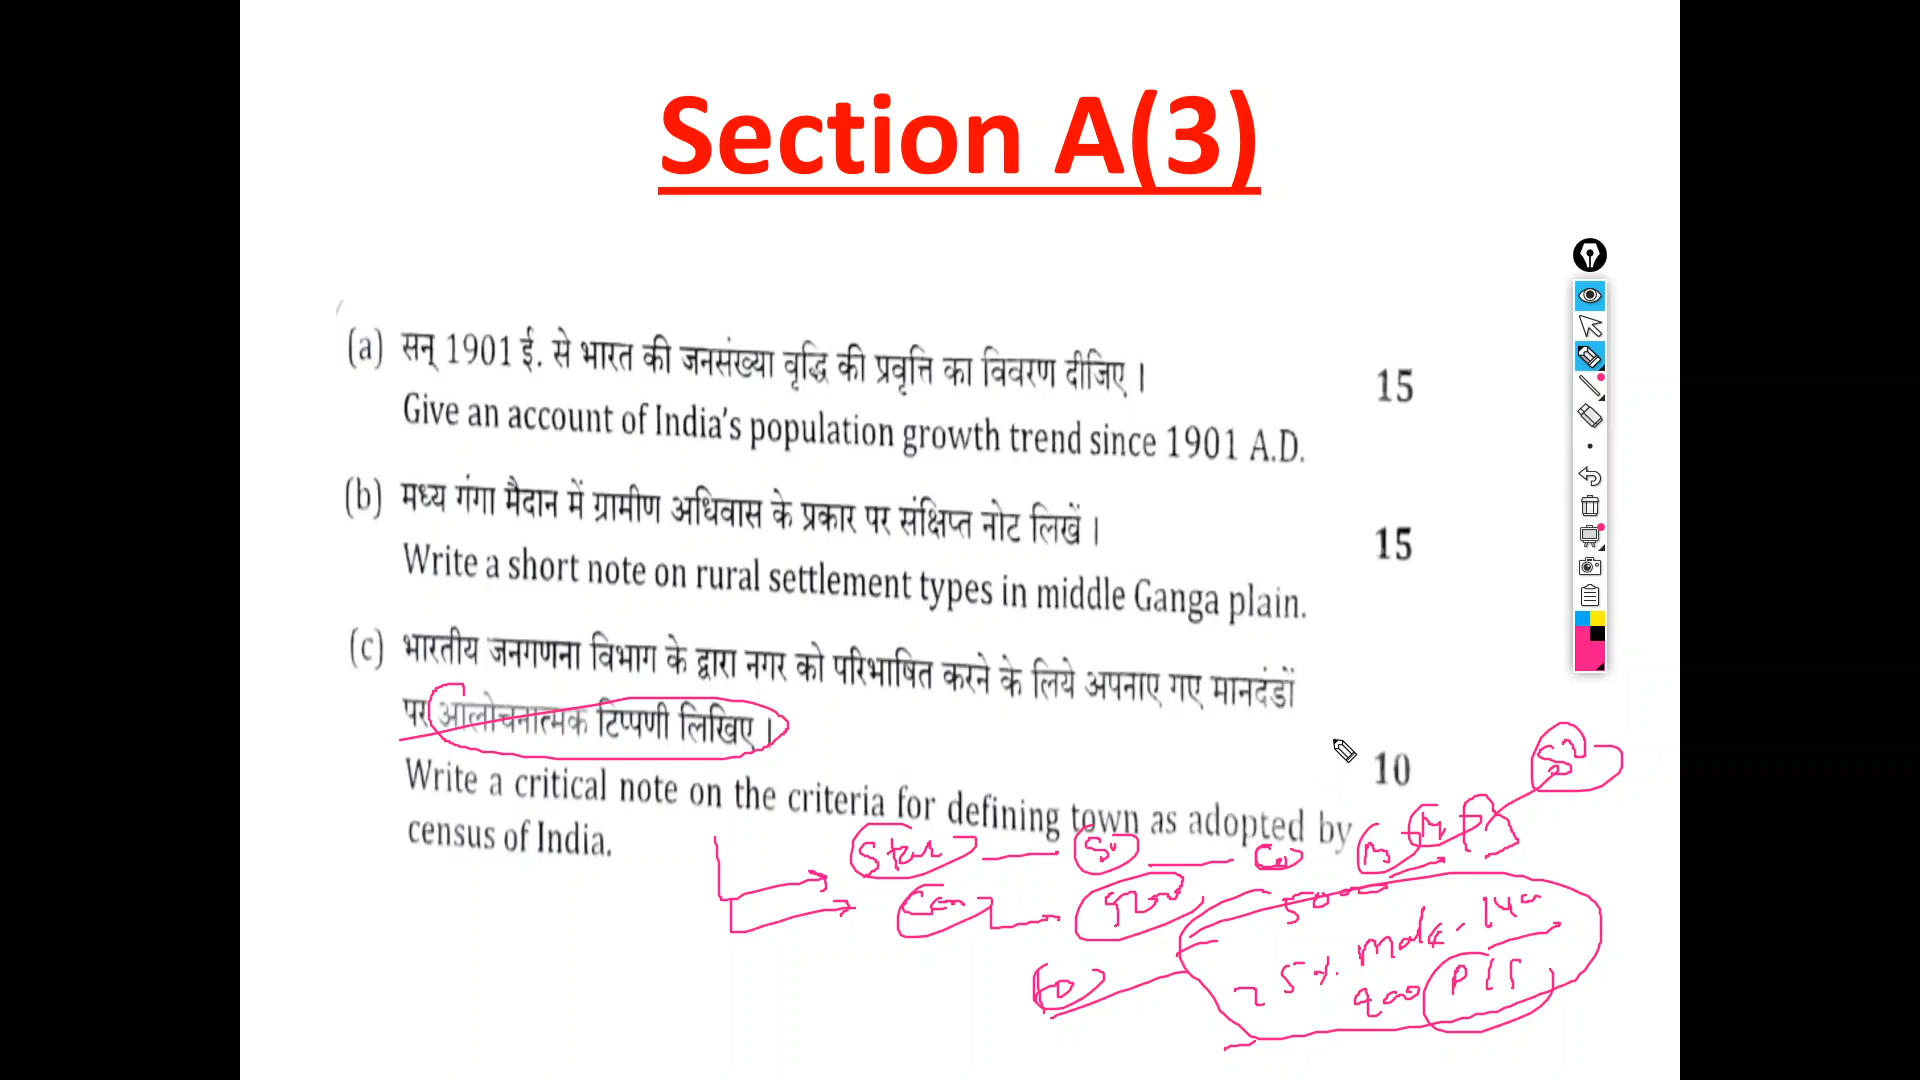 Section A(3)
(a) सन् 1901 ई. से भारत की जनसंख्या वृद्धि की प्रवृत्ति का विवरण दीजिए । 15
Give an account of India's population growth trend since 1901 A.D.
(b) मध्य गंगा मैदान में ग्रामीण अधिवास के प्रकार पर संक्षिप्त नोट लिखें । 15
Write a short note on rural settlement types in middle Ganga plain.
(c) भारतीय जनगणना विभाग के द्वारा नगर को परिभाषित करने के लिये अपनाए गए मानदंडों
पर आलोचनात्मक टिप्पणी लिखिए । 10
Write a critical note on the criteria for defining town as adopted by
census of India.
5000
male
400